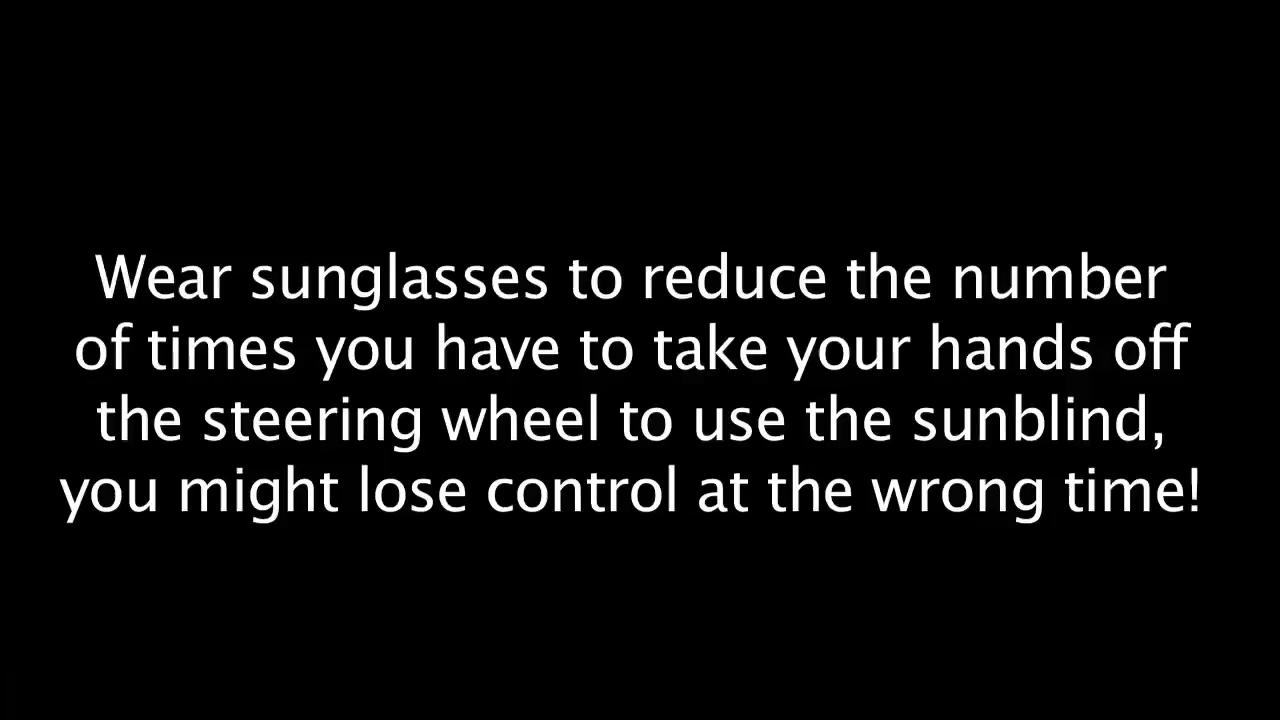 Wear sunglasses to reduce the number
of times you have to take your hands off
the steering wheel to use the sunblind,
you might lose control at the wrong time!